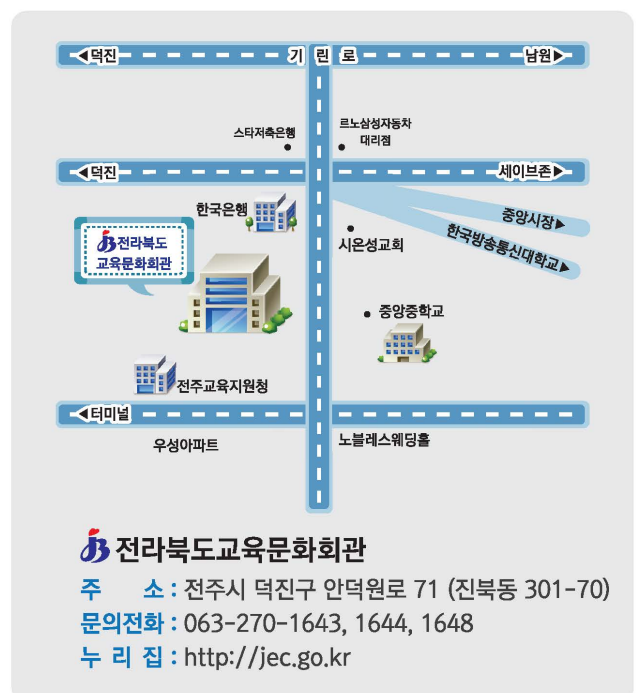 ◀덕진 기 린 로 남원▶
스타저축은행
르노삼성자동차
대리점
◀덕진 세이브존▶
한국은행
중앙시장▶
한국방송통신대학교▶
시온성교회
전라북도
교육문화회관
중앙중학교
전주교육지원청
◀터미널
우성아파트
노블레스웨딩홀
전라북도교육문화회관
주 소 : 전주시 덕진구 안덕원로 71 (진북동 301-70)
문의전화 : 063-270-1643, 1644, 1648
누 리 집 : http://jec.go.kr